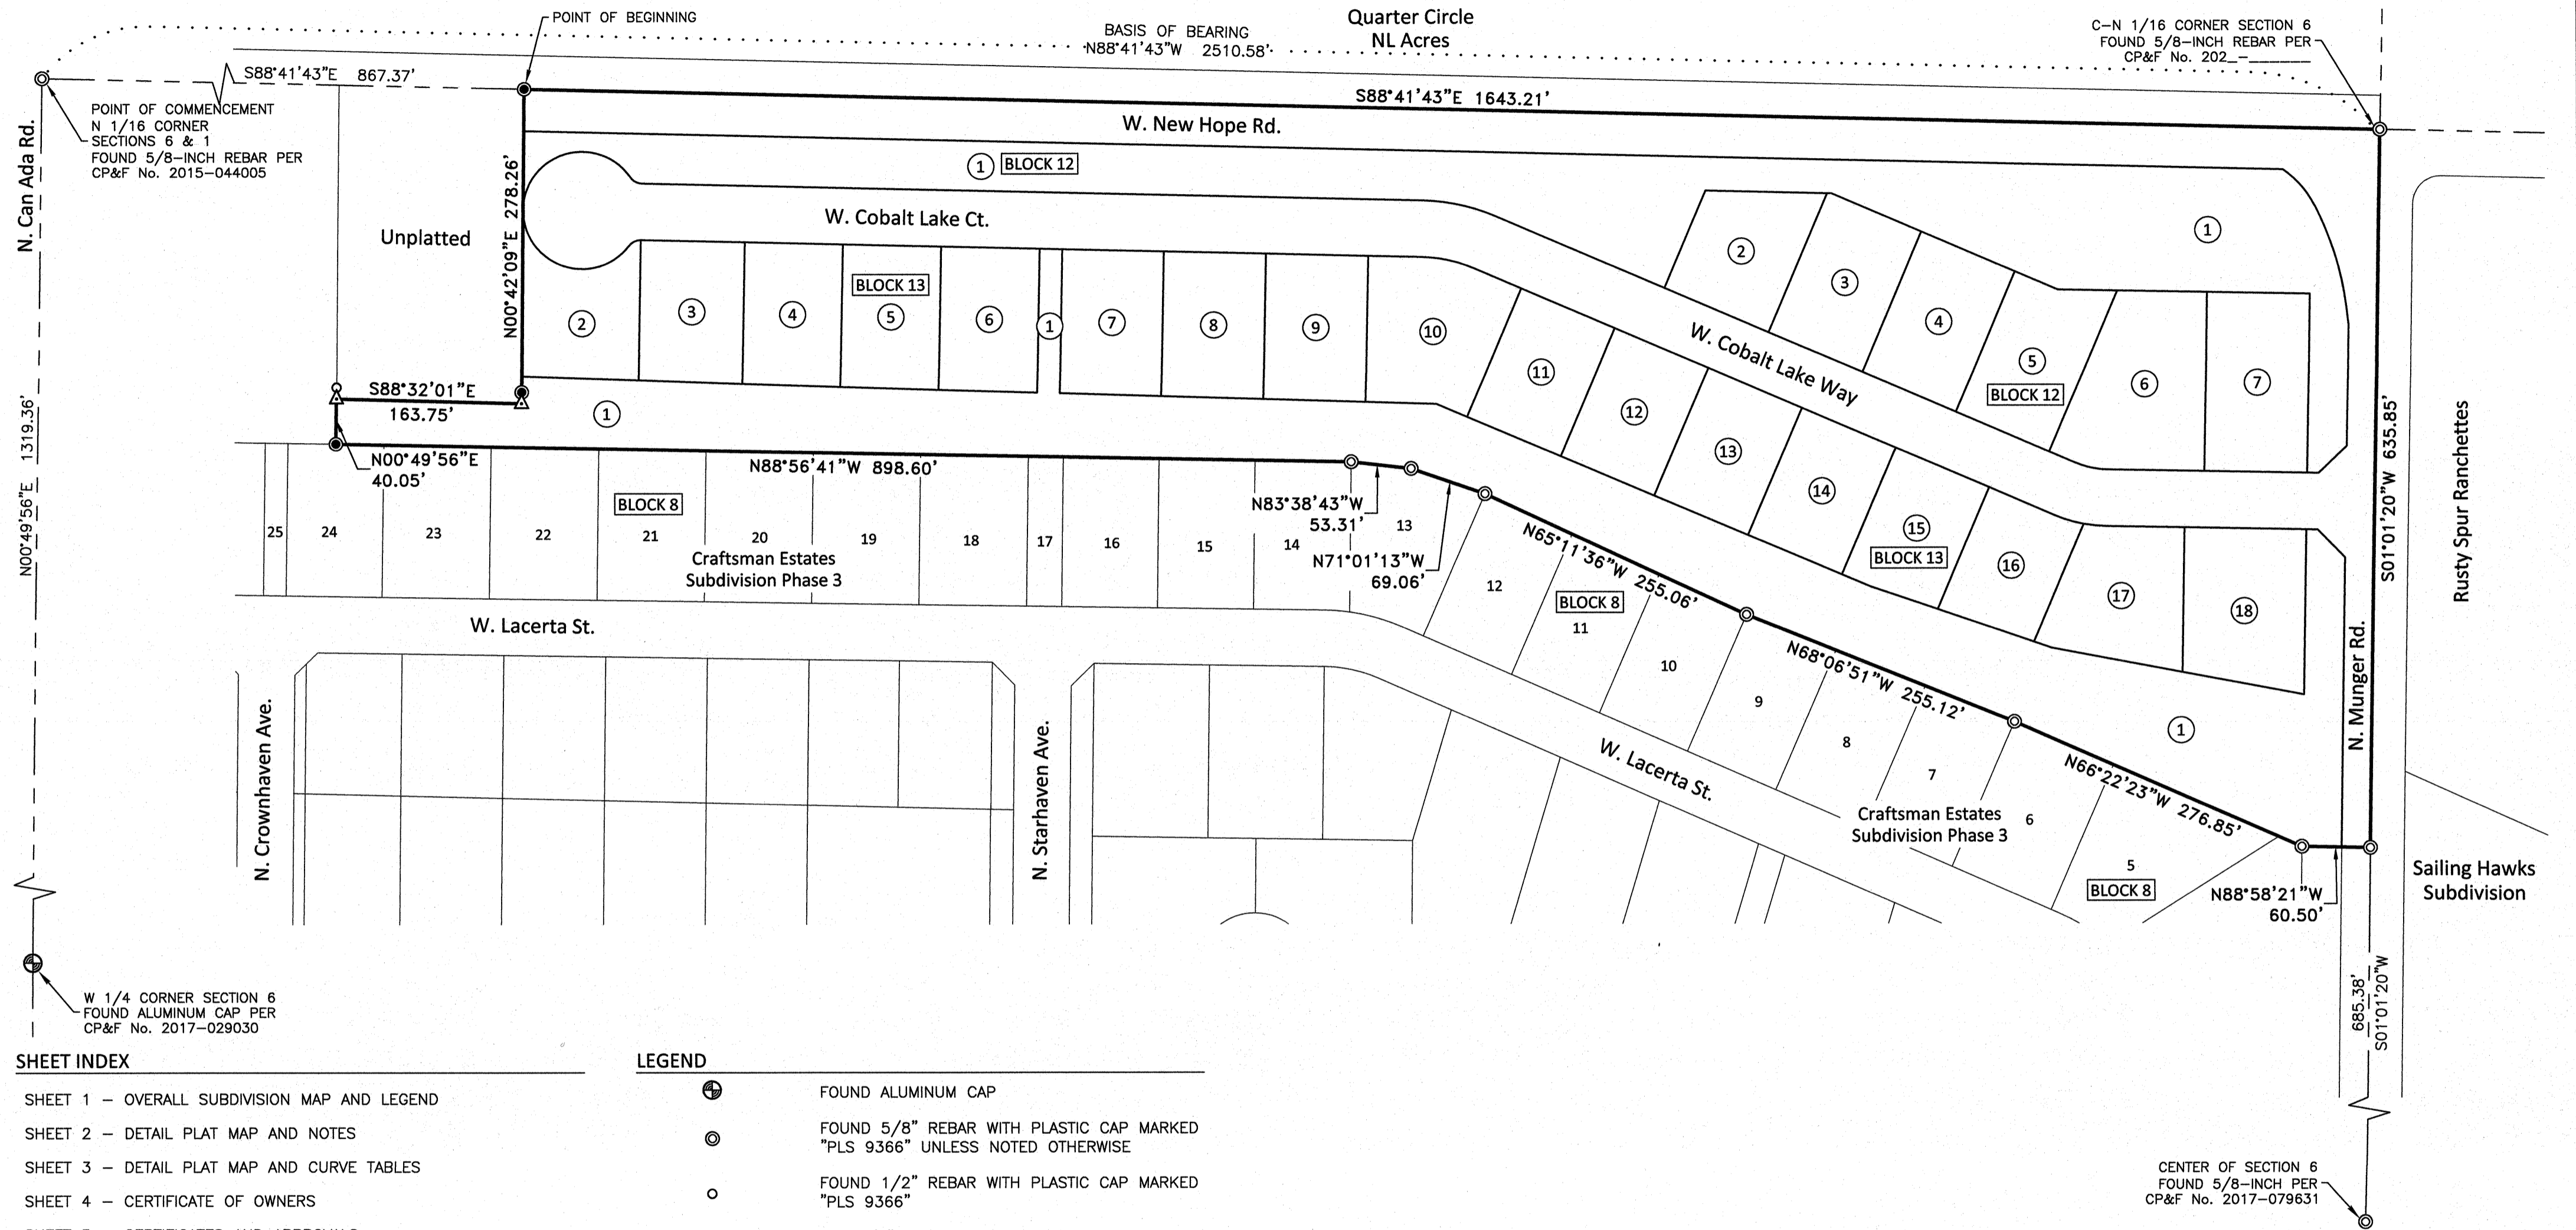 POINT OF BEGINNING
BASIS OF BEARING
N88°41'43"W 2510.58'
Quarter Circle
NL Acres
C-N 1/16 CORNER SECTION 6
FOUND 5/8-INCH REBAR PER
CP&F No. 202_-______
S88°41'43"E 867.37'
S88°41'43"E 1643.21'
POINT OF COMMENCEMENT
N 1/16 CORNER
SECTIONS 6 & 1
FOUND 5/8-INCH REBAR PER
CP&F No. 2015-044005
N. Can Ada Rd.
N00°49'56"E 1319.36'
W. New Hope Rd.
1 BLOCK 12
Unplatted
N00°42'09"E 278.26'
W. Cobalt Lake Ct.
W. Cobalt Lake Way
1
2
3
4
5
BLOCK 12
6
7
BLOCK 13
2
3
4
5
6
1
7
8
9
10
11
12
13
14
15
BLOCK 13
16
17
18
S88°32'01"E
163.75'
1
N00°49'56"E
40.05'
N88°56'41"W 898.60'
N83°38'43"W
53.31'
N71°01'13"W
69.06'
N65°11'36"W 255.06'
N68°06'51"W 255.12'
N66°22'23"W 276.85'
N88°58'21"W
60.50'
1
S01°01'20"W 635.85'
N. Munger Rd.
Rusty Spur Ranchettes
Sailing Hawks
Subdivision
BLOCK 8
25
24
23
22
21
20
19
18
17
16
15
14
13
Craftsman Estates
Subdivision Phase 3
12
BLOCK 8
11
10
9
8
7
6
5
BLOCK 8
Craftsman Estates
Subdivision Phase 3
W. Lacerta St.
W. Lacerta St.
N. Crownhaven Ave.
N. Starhaven Ave.
685.38'
S01°01'20"W
W 1/4 CORNER SECTION 6
FOUND ALUMINUM CAP PER
CP&F No. 2017-029030
CENTER OF SECTION 6
FOUND 5/8-INCH PER
CP&F No. 2017-079631
SHEET INDEX
SHEET 1 - OVERALL SUBDIVISION MAP AND LEGEND
SHEET 2 - DETAIL PLAT MAP AND NOTES
SHEET 3 - DETAIL PLAT MAP AND CURVE TABLES
SHEET 4 - CERTIFICATE OF OWNERS
LEGEND
FOUND ALUMINUM CAP
FOUND 5/8" REBAR WITH PLASTIC CAP MARKED
"PLS 9366" UNLESS NOTED OTHERWISE
FOUND 1/2" REBAR WITH PLASTIC CAP MARKED
"PLS 9366"